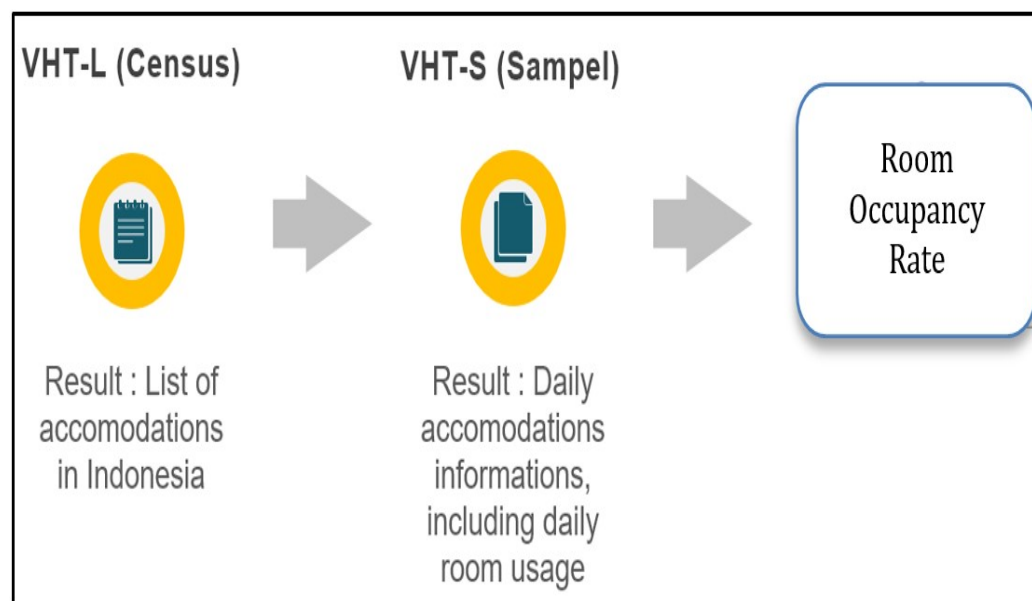 VHT-L (Census)
Result : List of
accomodations
in Indonesia
VHT-S (Sampel)
Result : Daily
accomodations
informations,
including daily
room usage
Room
Occupancy
Rate